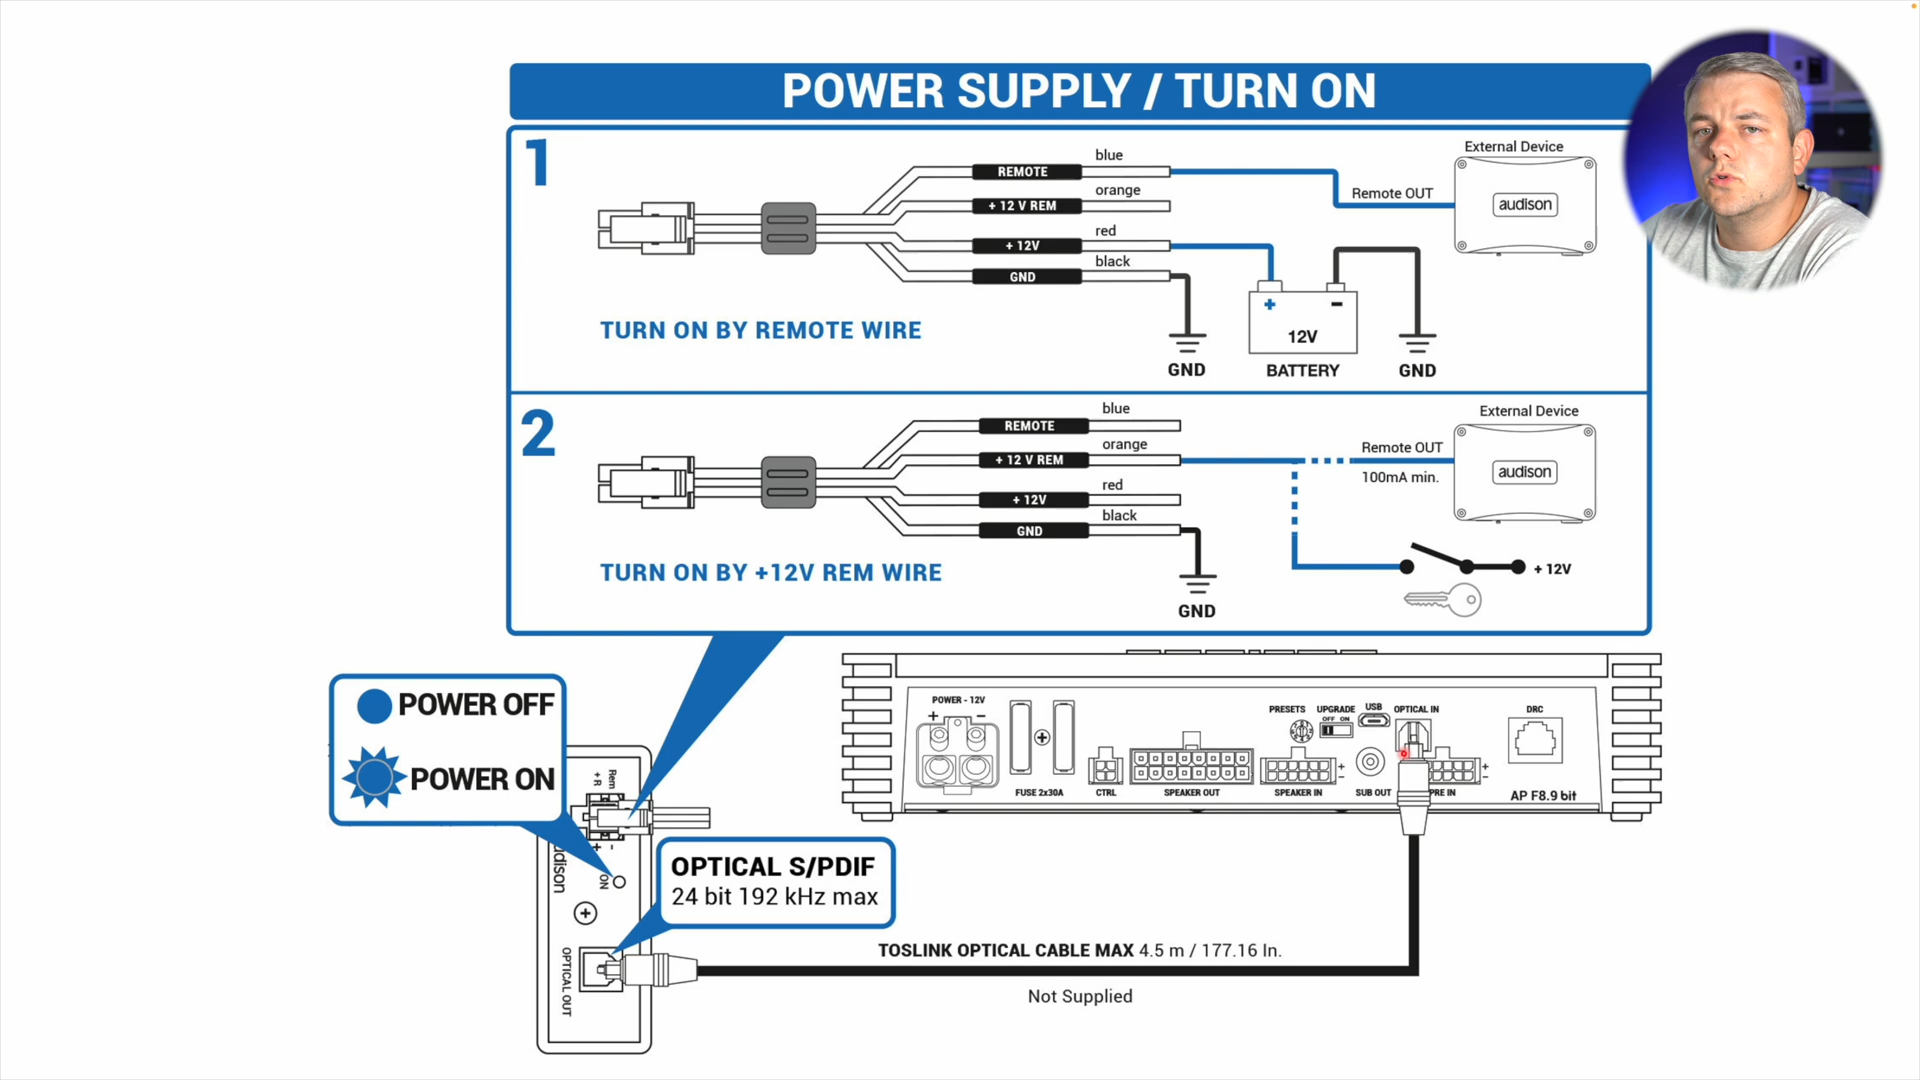 POWER SUPPLY / TURN ON
1
blue
REMOTE
orange
+ 12 V REM
red
+ 12V
black
GND
External Device
Remote OUT
audison
TURN ON BY REMOTE WIRE
+ -
12V
GND
BATTERY
GND
2
blue
REMOTE
orange
+ 12 V REM
red
+ 12V
black
GND
External Device
Remote OUT
100mA min.
audison
TURN ON BY +12V REM WIRE
+ 12V
GND
POWER OFF
POWER ON
POWER - 12V
+ -
FUSE 2x30A
CTRL
SPEAKER OUT
PRESETS
UPGRADE
OFF ON
USB
OPTICAL IN
DRC
SPEAKER IN
+
-
SUB OUT
PRE IN
+
-
AP F8.9 bit
Rem
+R
+ -
ON
OPTICAL OUT
OPTICAL S/PDIF
24 bit 192 kHz max
TOSLINK OPTICAL CABLE MAX 4.5 m / 177.16 In.
Not Supplied